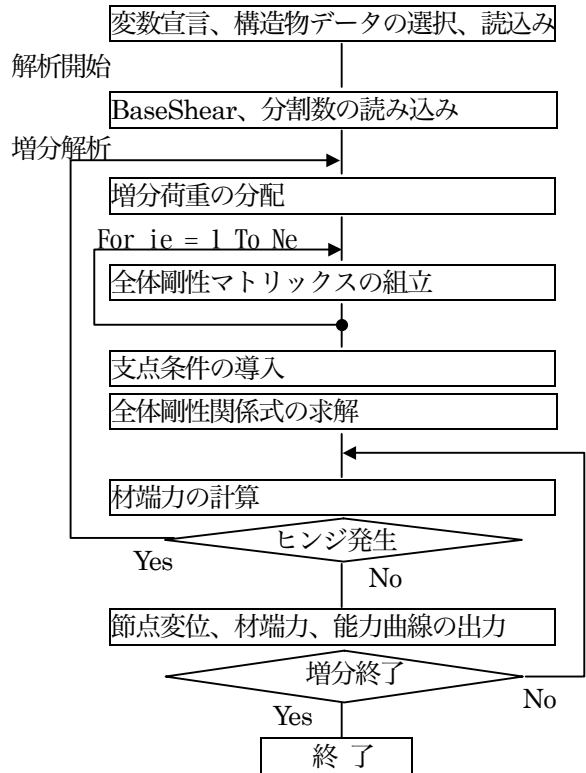 変数宣言、構造物データの選択、読込み
解析開始
BaseShear、分割数の読み込み
増分解析
増分荷重の分配
For ie = 1 To Ne
全体剛性マトリックスの組立
支点条件の導入
全体剛性関係式の求解
材端力の計算
ヒンジ発生
Yes
No
節点変位、材端力、能力曲線の出力
増分終了
No
Yes
終 了